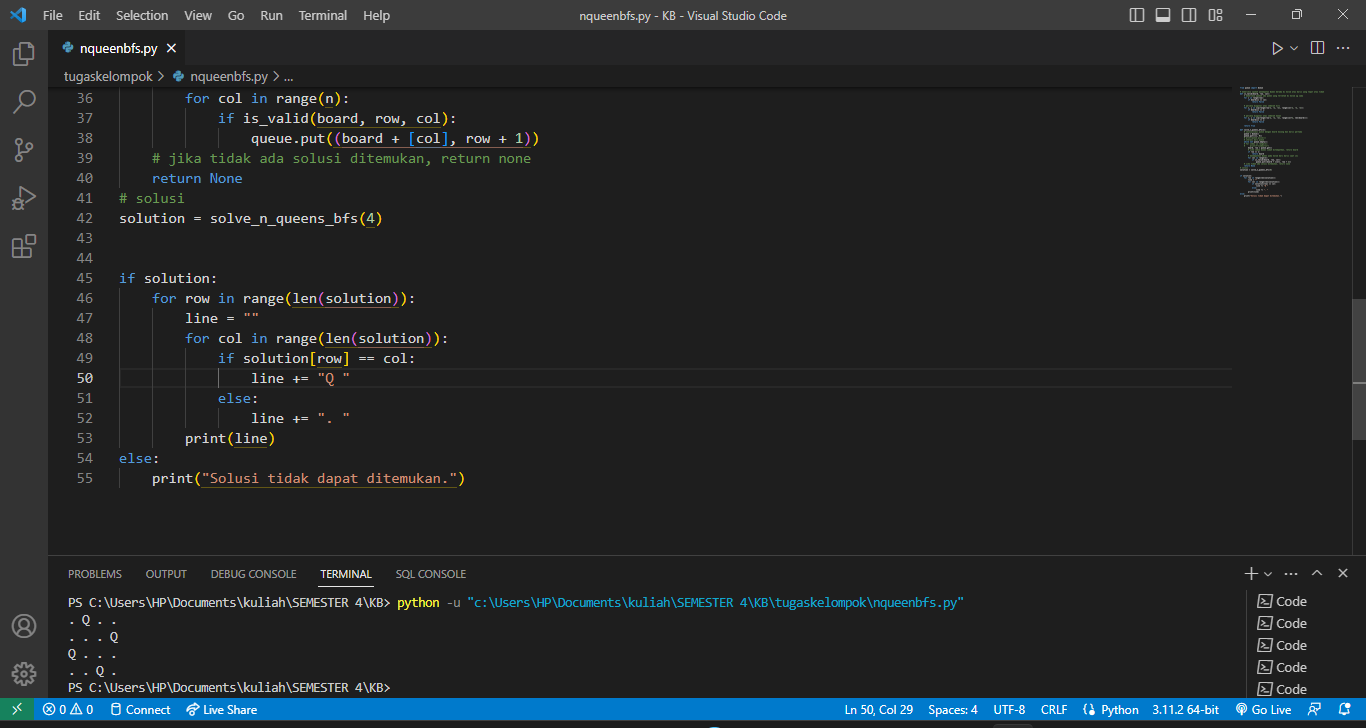 File Edit Selection View Go Run Terminal Help nqueenbfs.py - KB - Visual Studio Code
nqueenbfs.py
tugaskelompok > nqueenbfs.py > ...
36 for col in range(n):
37 if is_valid(board, row, col):
38 queue.put((board + [col], row + 1))
39 # jika tidak ada solusi ditemukan, return none
40 return None
41 # solusi
42 solution = solve_n_queens_bfs(4)
43
44
45 if solution:
46 for row in range(len(solution)):
47 line = ""
48 for col in range(len(solution)):
49 if solution[row] == col:
50 line += "Q "
51 else:
52 line += ". "
53 print(line)
54 else:
55 print("Solusi tidak dapat ditemukan.")
PROBLEMS OUTPUT DEBUG CONSOLE TERMINAL SQL CONSOLE
PS C:\Users\HP\Documents\kuliah\SEMESTER 4\KB> python -u "c:\Users\HP\Documents\kuliah\SEMESTER 4\KB\tugaskelompok\nqueenbfs.py"
. Q . .
. . . Q
Q . . .
. . Q .
PS C:\Users\HP\Documents\kuliah\SEMESTER 4\KB>
Code
Code
Code
Code
Code
0 0 Connect Live Share Ln 50, Col 29 Spaces: 4 UTF-8 CRLF Python 3.11.2 64-bit Go Live